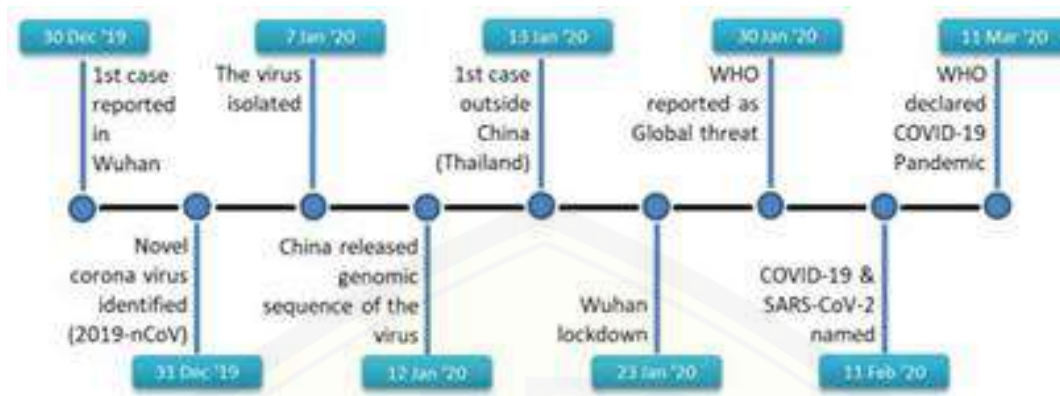 30 Dec '19
1st case
reported
in
Wuhan
Novel
corona virus
identified
(2019-nCoV)
31 Dec '19
7 Jan '20
The virus
isolated
China released
genomic
sequence of the
virus
12 Jan '20
13 Jan '20
1st case
outside
China
(Thailand)
Wuhan
lockdown
23 Jan '20
30 Jan '20
WHO
reported as
Global threat
COVID-19 &
SARS-CoV-2
named
11 Feb '20
11 Mar '20
WHO
declared
COVID-19
Pandemic